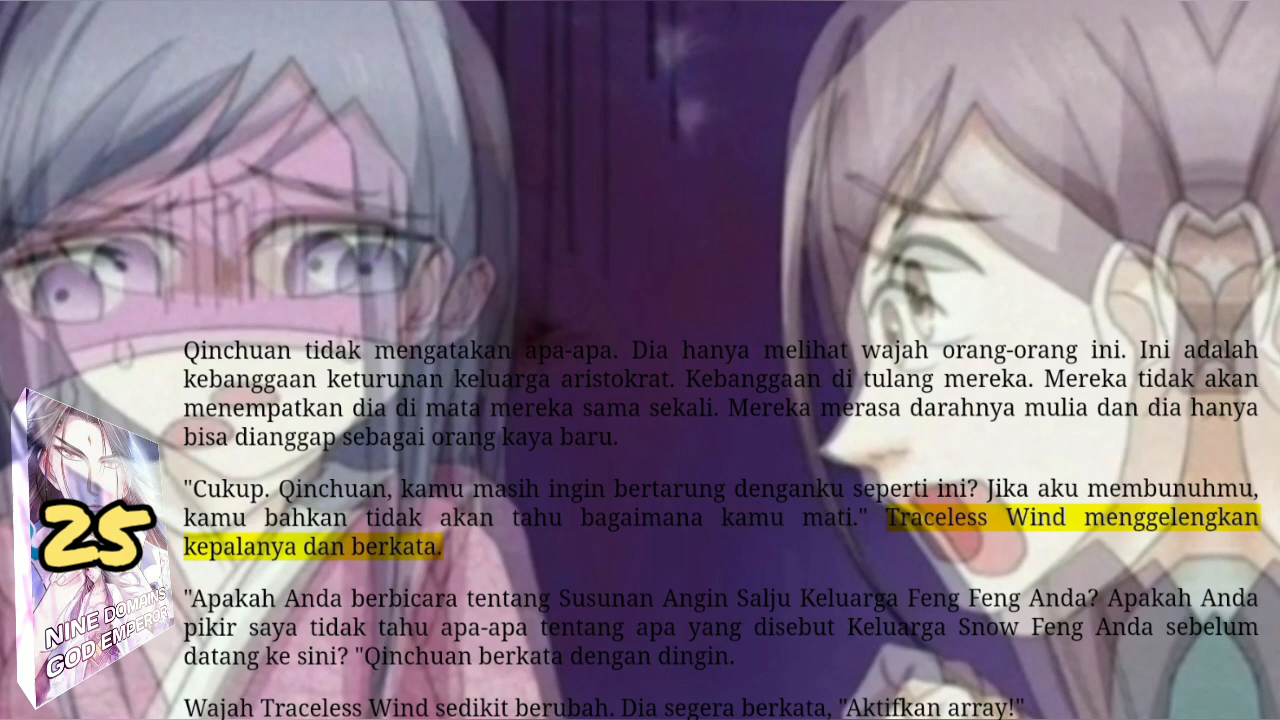 Qinchuan tidak mengatakan apa-apa. Dia hanya melihat wajah orang-orang ini. Ini adalah
kebanggaan keturunan keluarga aristokrat. Kebanggaan di tulang mereka. Mereka tidak akan
menempatkan dia di mata mereka sama sekali. Mereka merasa darahnya mulia dan dia hanya
bisa dianggap sebagai orang kaya baru.
"Cukup. Qinchuan, kamu masih ingin bertarung denganku seperti ini? Jika aku membunuhmu,
kamu bahkan tidak akan tahu bagaimana kamu mati." Traceless Wind menggelengkan
kepalanya dan berkata.
"Apakah Anda berbicara tentang Susunan Angin Salju Keluarga Feng Feng Anda? Apakah Anda
pikir saya tidak tahu apa-apa tentang apa yang disebut Keluarga Snow Feng Anda sebelum
datang ke sini? "Qinchuan berkata dengan dingin.
Wajah Traceless Wind sedikit berubah. Dia segera berkata, "Aktifkan array!"
25
NINE DOMAINS
GOD EMPEROR